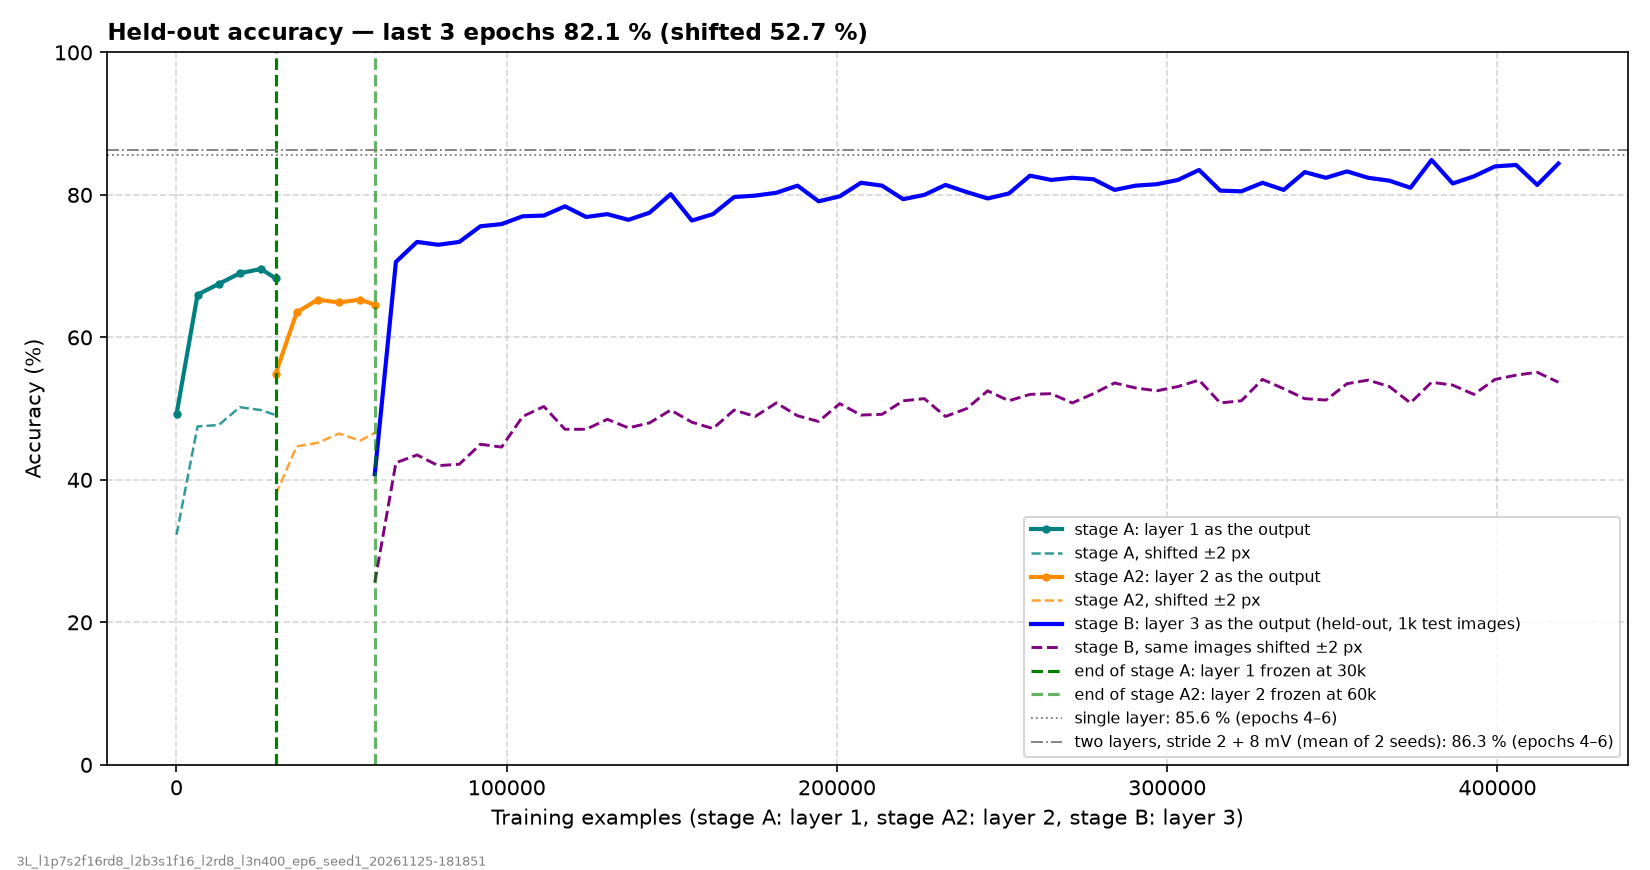 Held-out accuracy — last 3 epochs 82.1 % (shifted 52.7 %)
100
80
60
40
20
0
Accuracy (%)
stage A: layer 1 as the output
stage A, shifted ±2 px
stage A2: layer 2 as the output
stage A2, shifted ±2 px
stage B: layer 3 as the output (held-out, 1k test images)
stage B, same images shifted ±2 px
end of stage A: layer 1 frozen at 30k
end of stage A2: layer 2 frozen at 60k
single layer: 85.6 % (epochs 4–6)
two layers, stride 2 + 8 mV (mean of 2 seeds): 86.3 % (epochs 4–6)
0 100000 200000 300000 400000
Training examples (stage A: layer 1, stage A2: layer 2, stage B: layer 3)
3L_l1p7s2f16rd8_l2b3s1f16_l2rd8_l3n400_ep6_seed1_20261125-181851